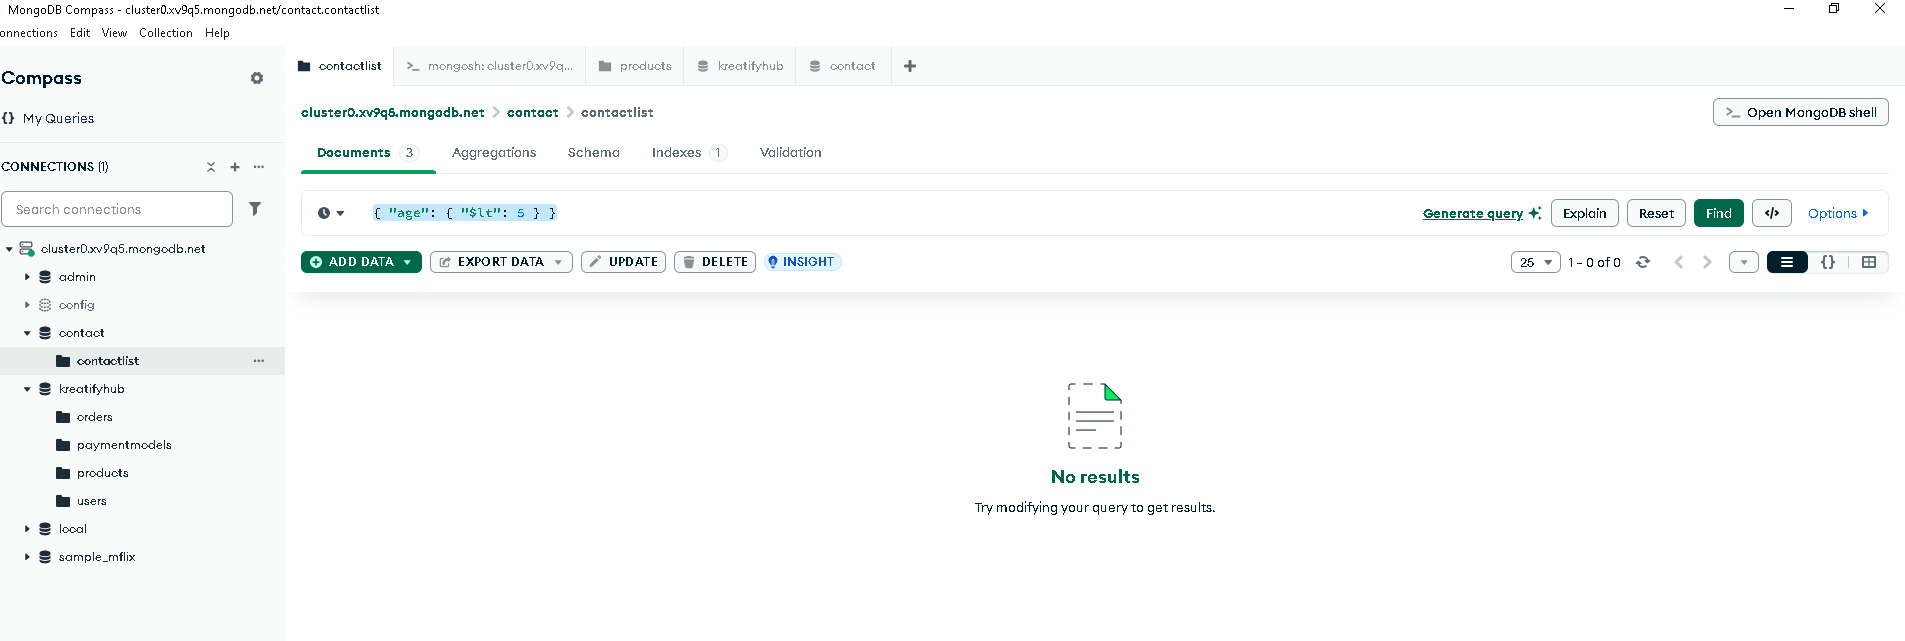 MongoDB Compass - cluster0.xv9q5.mongodb.net/contact.contactlist
onnections Edit View Collection Help
Compass
My Queries
CONNECTIONS (1)
Search connections
cluster0.xv9q5.mongodb.net
admin
config
contact
contactlist
kreatifyhub
orders
paymentmodels
products
users
local
sample_mflix
contactlist
mongosh: cluster0.xv9q...
products
kreatifyhub
contact
cluster0.xv9q5.mongodb.net > contact > contactlist
Open MongoDB shell
Documents 3 Aggregations Schema Indexes 1 Validation
{ "age": { "$lt": 5 } }
Generate query Explain Reset Find </> Options
ADD DATA EXPORT DATA UPDATE DELETE INSIGHT
25 1 - 0 of 0 {}
No results
Try modifying your query to get results.